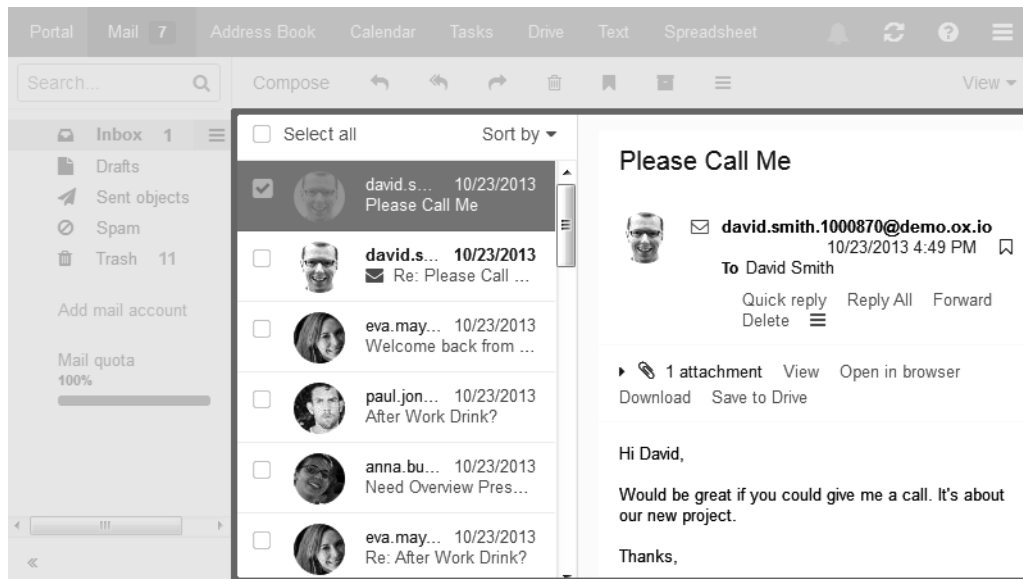 Portal Mail 7 Address Book Calendar Tasks Drive Text Spreadsheet
Search...
Compose
View
Inbox 1
Drafts
Sent objects
Spam
Trash 11
Add mail account
Mail quota
100%
Select all Sort by
david.s... 10/23/2013
Please Call Me
david.s... 10/23/2013
Re: Please Call ...
eva.may... 10/23/2013
Welcome back from ...
paul.jon... 10/23/2013
After Work Drink?
anna.bu... 10/23/2013
Need Overview Pres...
eva.may... 10/23/2013
Re: After Work Drink?
Please Call Me
david.smith.1000870@demo.ox.io
10/23/2013 4:49 PM
To David Smith
Quick reply Reply All Forward
Delete
1 attachment View Open in browser
Download Save to Drive
Hi David,
Would be great if you could give me a call. It's about
our new project.
Thanks,